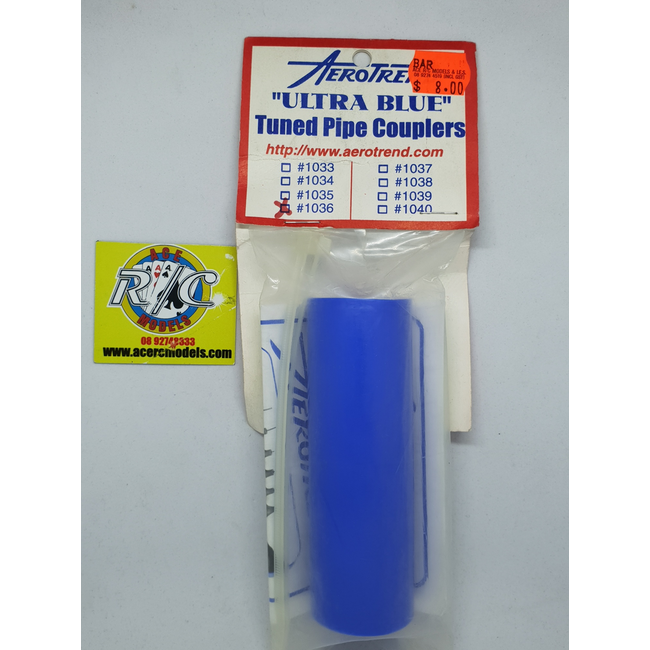 AEROTREND
BAR
$ 8.00
"ULTRA BLUE"
Tuned Pipe Couplers
http://www.aerotrend.com
#1033
#1034
#1035
#1036
#1037
#1038
#1039
#1040
ACE
R/C
MODELS
www.acercmodels.com